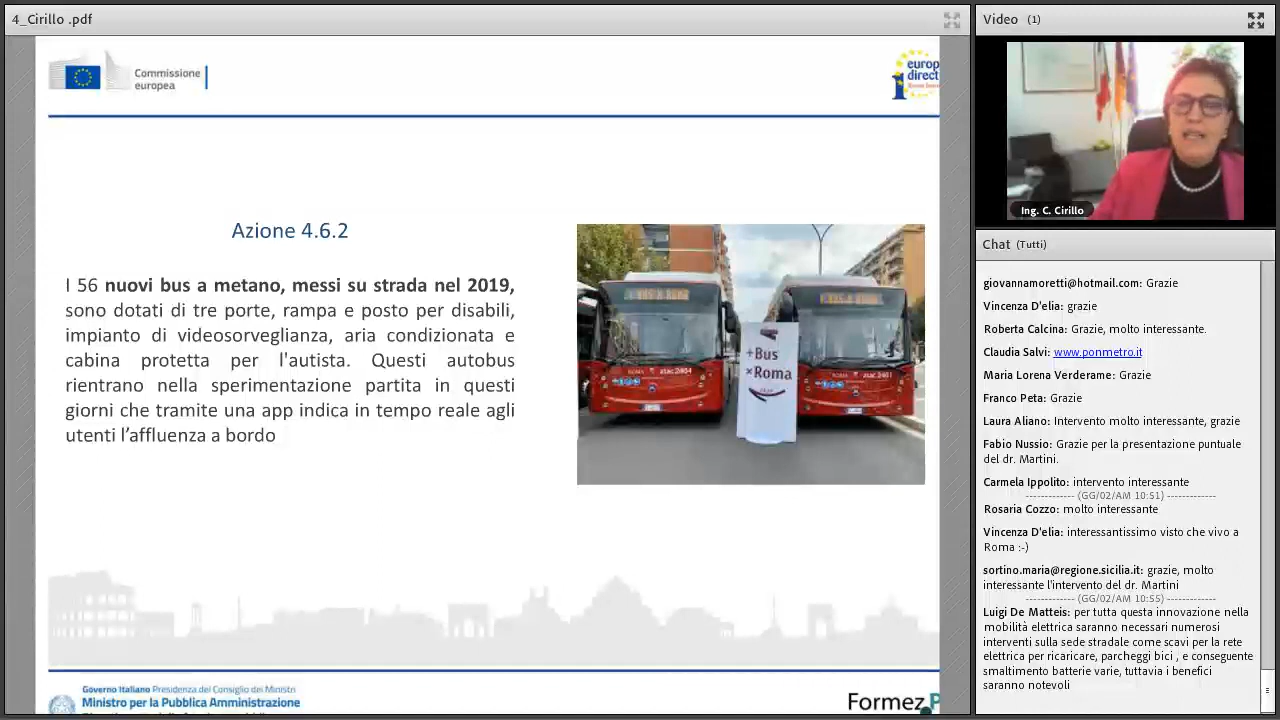 4_Cirillo .pdf
Commissione
europea
europ
direct
Azione 4.6.2
I 56 nuovi bus a metano, messi su strada nel 2019,
sono dotati di tre porte, rampa e posto per disabili,
impianto di videosorveglianza, aria condizionata e
cabina protetta per l'autista. Questi autobus
rientrano nella sperimentazione partita in questi
giorni che tramite una app indica in tempo reale agli
utenti l’affluenza a bordo
+Bus
×Roma
Governo Italiano Presidenza del Consiglio dei Ministri
Ministro per la Pubblica Amministrazione
Formez.P
Video (1)
Ing. C. Cirillo
Chat (Tutti)
giovannamoretti@hotmail.com: Grazie
Vincenza D'elia: grazie
Roberta Calcina: Grazie, molto interessante.
Claudia Salvi: www.ponmetro.it
Maria Lorena Verderame: Grazie
Franco Peta: Grazie
Laura Aliano: Intervento molto interessante, grazie
Fabio Nussio: Grazie per la presentazione puntuale
del dr. Martini.
Carmela Ippolito: intervento interessante
------------- (GG/02/AM 10:51) -------------
Rosaria Cozzo: molto interessante
Vincenza D'elia: interessantissimo visto che vivo a
Roma :-)
sortino.maria@regione.sicilia.it: grazie, molto
interessante l'intervento del dr. Martini
------------- (GG/02/AM 10:55) -------------
Luigi De Matteis: per tutta questa innovazione nella
mobilità elettrica saranno necessari numerosi
interventi sulla sede stradale come scavi per la rete
elettrica per ricaricare, parcheggi bici , e conseguente
smaltimento batterie varie, tuttavia i benefici
saranno notevoli